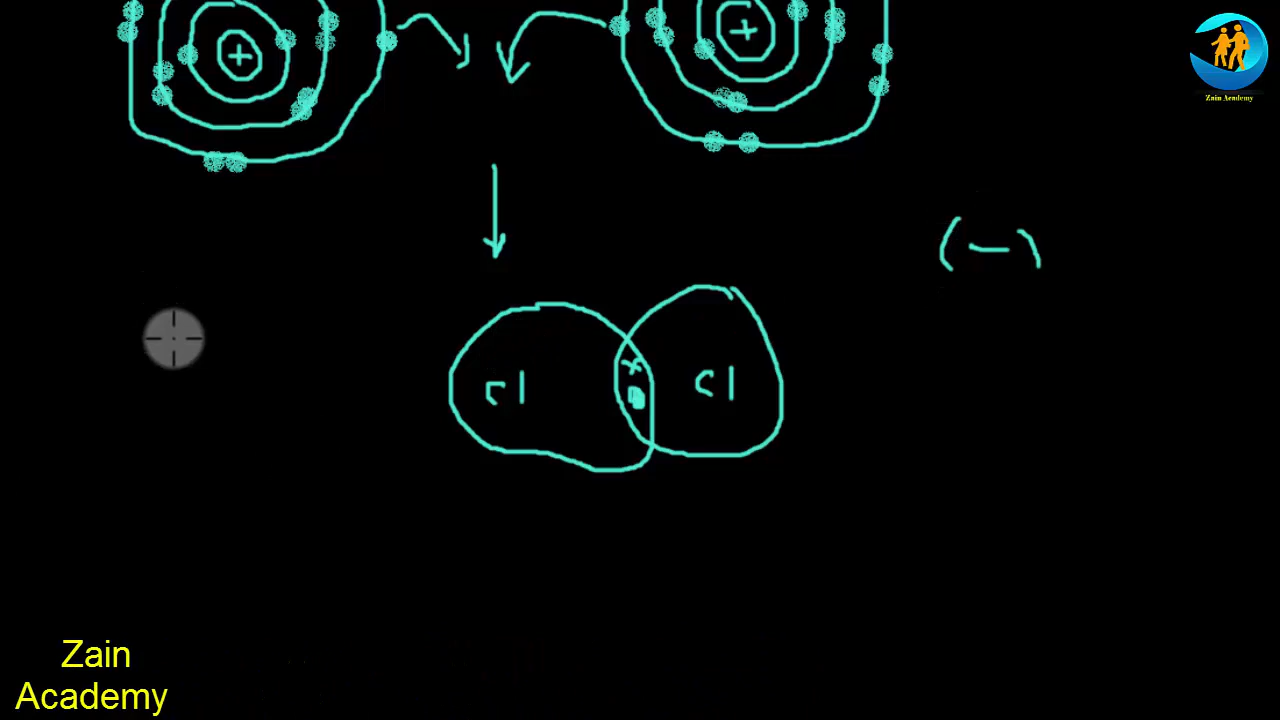 + +
Zain Academy
(—)
cl cl
x
Zain
Academy